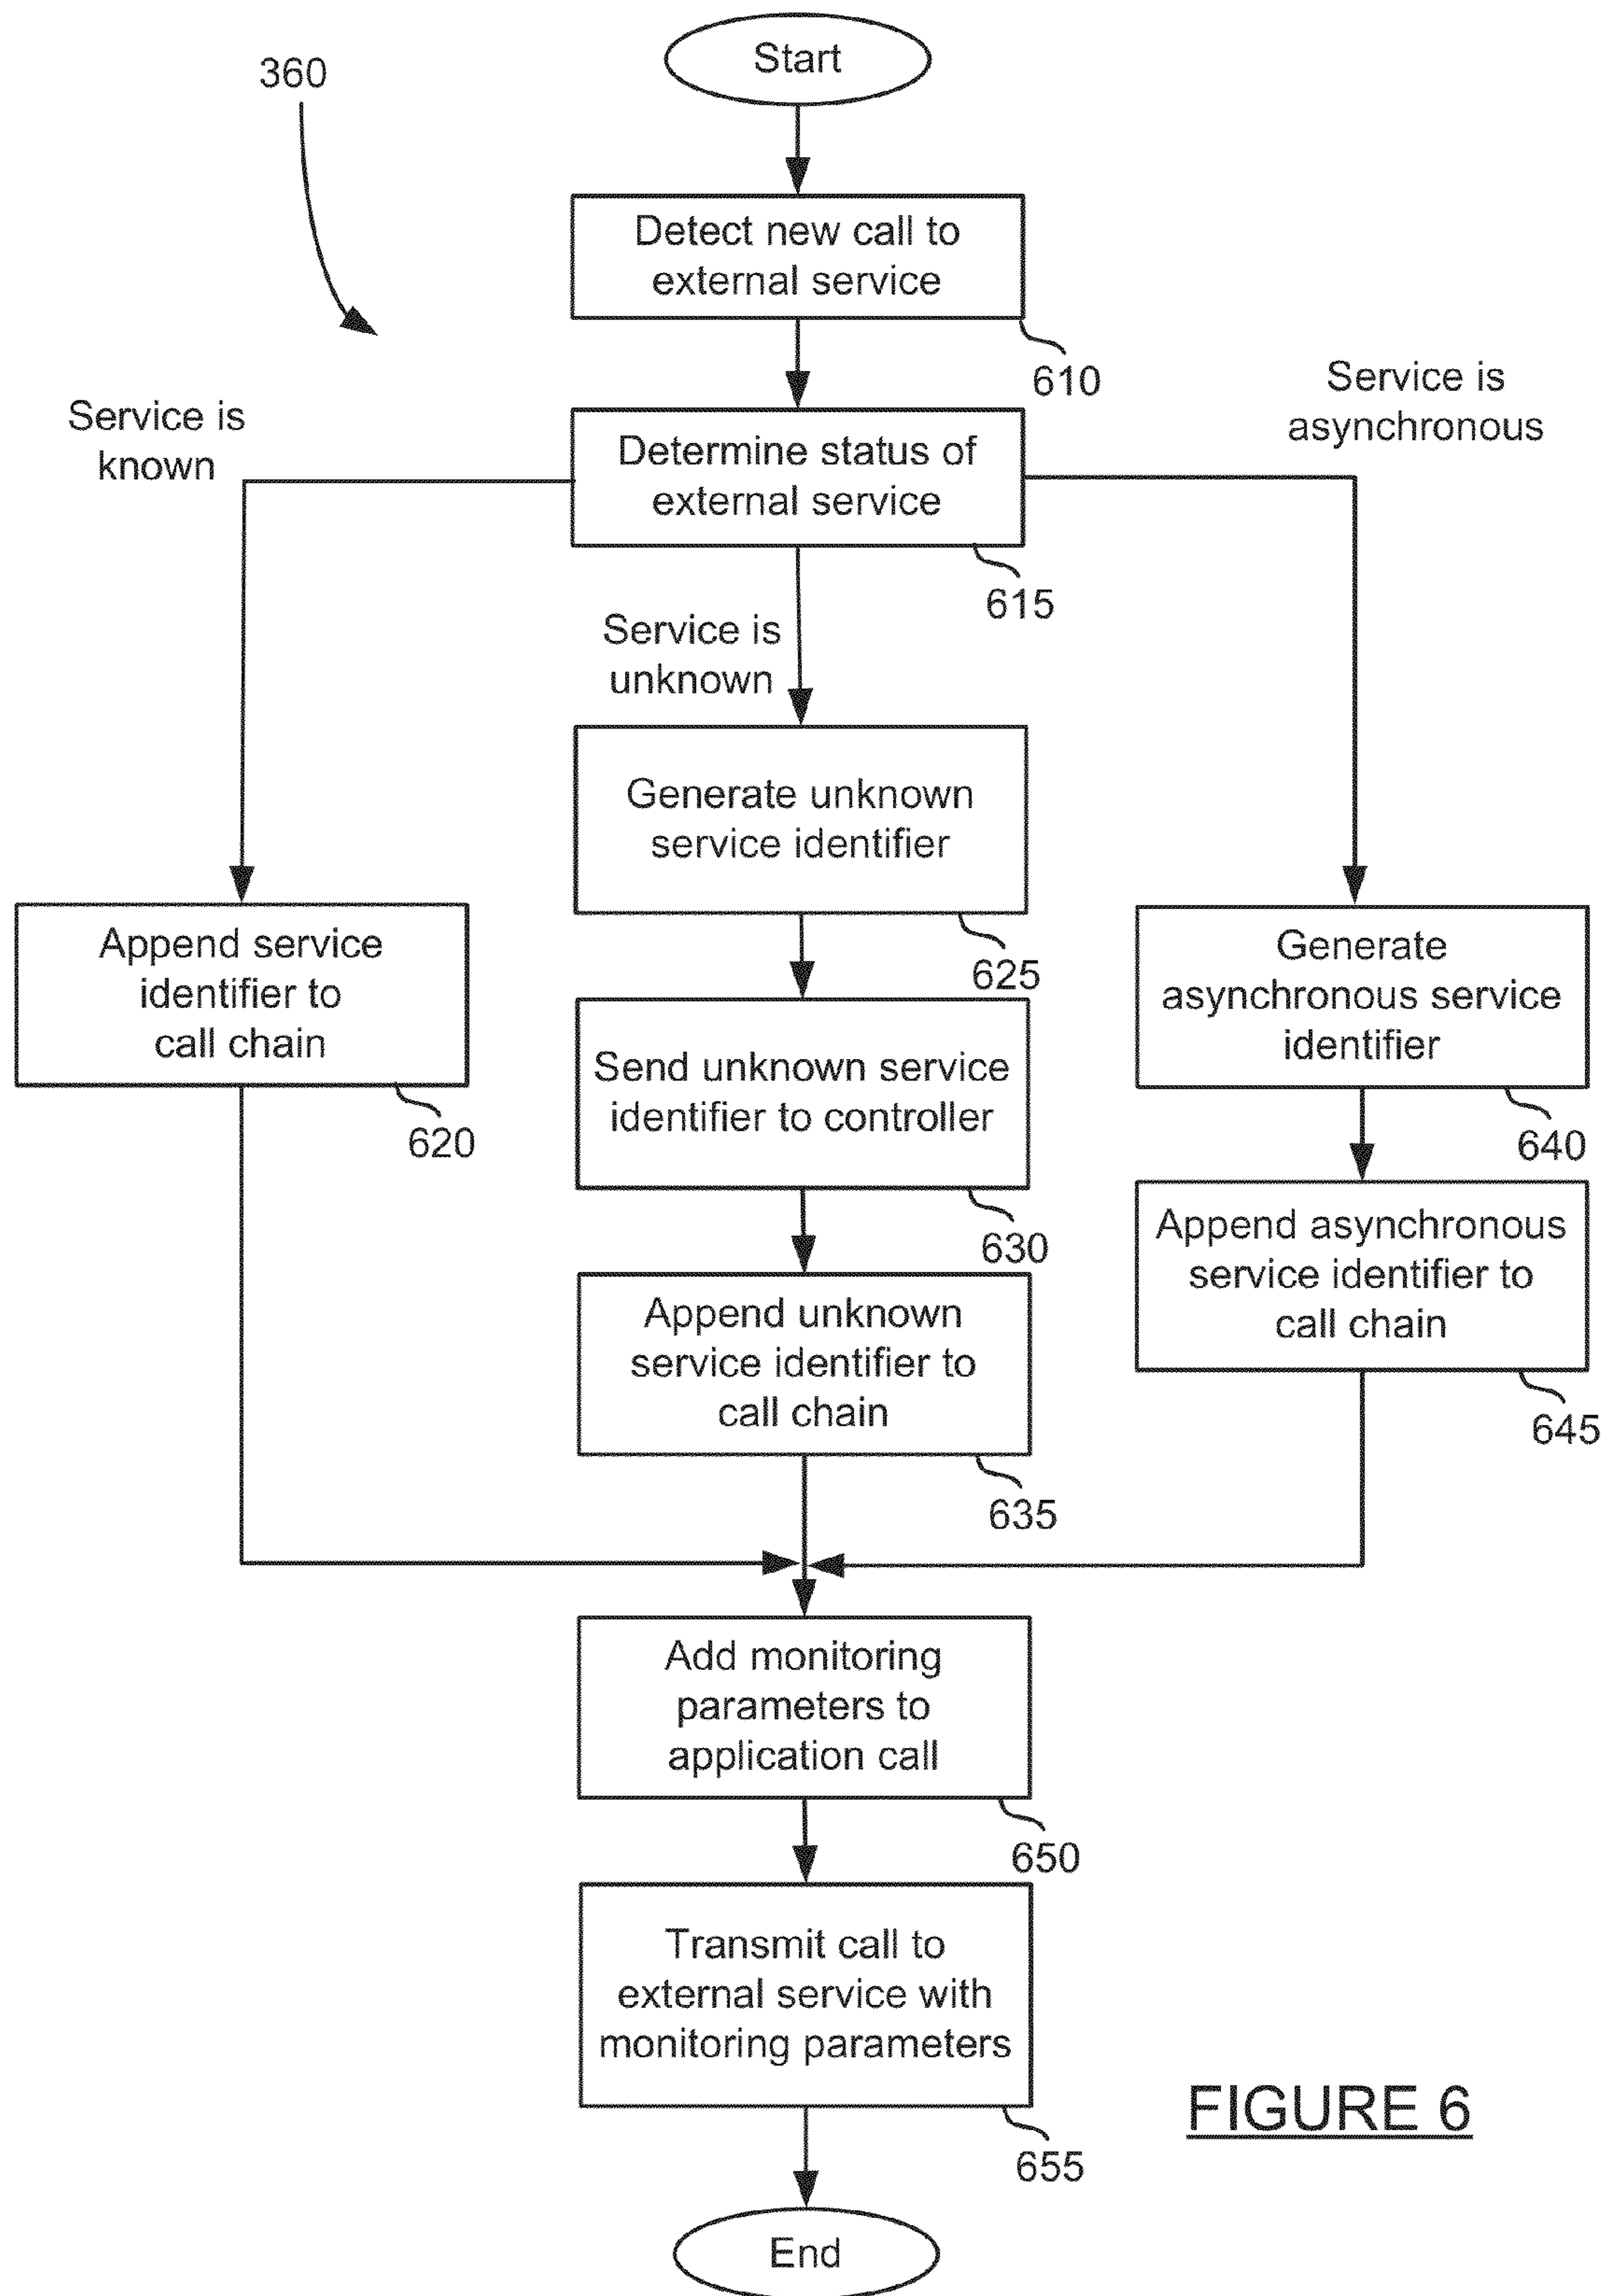 Start
360
Detect new call to
external service
610
Service is
known
Service is
asynchronous
Determine status of
external service
615
Service is
unknown
Generate unknown
service identifier
625
Append service
identifier to
call chain
620
Generate
asynchronous service
identifier
640
Send unknown service
identifier to controller
630
Append asynchronous
service identifier to
call chain
645
Append unknown
service identifier to
call chain
635
Add monitoring
parameters to
application call
650
Transmit call to
external service with
monitoring parameters
655
FIGURE 6
End